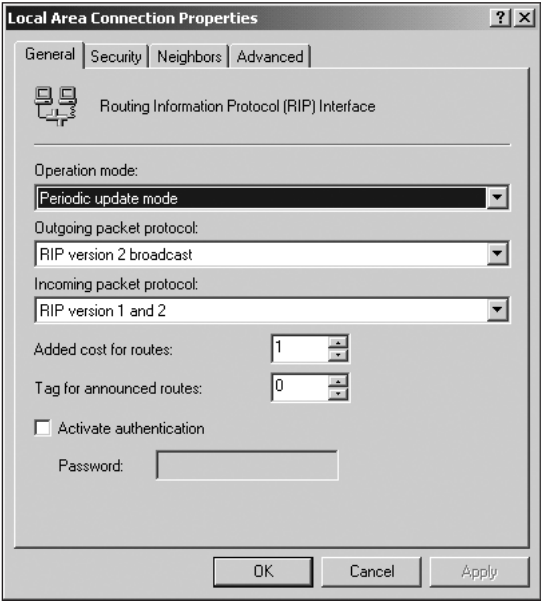 Local Area Connection Properties
General Security Neighbors Advanced
Routing Information Protocol (RIP) Interface
Operation mode:
Periodic update mode
Outgoing packet protocol:
RIP version 2 broadcast
Incoming packet protocol:
RIP version 1 and 2
Added cost for routes: 1
Tag for announced routes: 0
Activate authentication
Password:
OK Cancel Apply